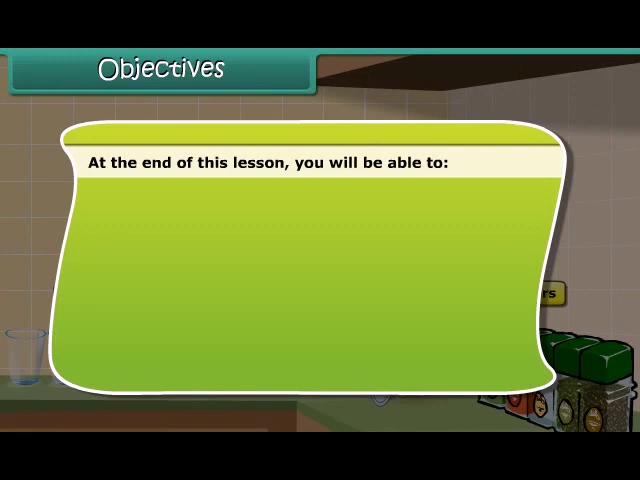 Objectives
At the end of this lesson, you will be able to: